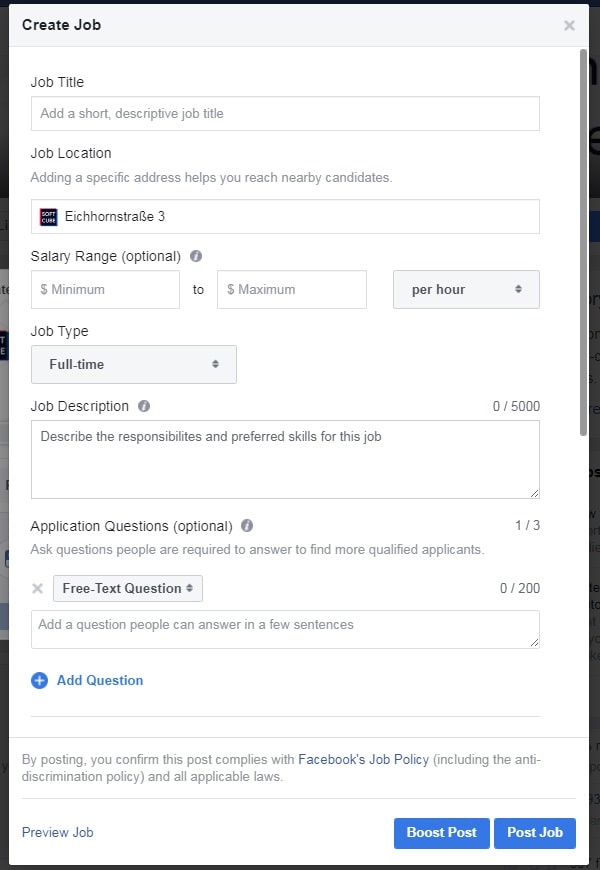 Create Job
Job Title
Add a short, descriptive job title
Job Location
Adding a specific address helps you reach nearby candidates.
SOFT
CUBE
Eichhornstraße 3
Salary Range (optional)
$ Minimum to $ Maximum per hour
Job Type
Full-time
Job Description 0 / 5000
Describe the responsibilites and preferred skills for this job
Application Questions (optional) 1 / 3
Ask questions people are required to answer to find more qualified applicants.
Free-Text Question 0 / 200
Add a question people can answer in a few sentences
Add Question
By posting, you confirm this post complies with Facebook's Job Policy (including the anti-
discrimination policy) and all applicable laws.
Preview Job Boost Post Post Job